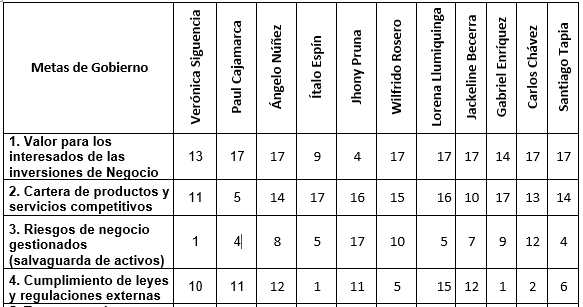 Metas de Gobierno Verónica Siguencia Paul Cajamarca Ángelo Núñez Ítalo Espín Jhony Pruna Wilfrido Rosero Lorena Llumiquinga Jackeline Becerra Gabriel Enríquez Carlos Chávez Santiago Tapia
1. Valor para los
interesados de las 13 17 17 9 4 17 17 17 14 17 17
inversiones de Negocio
2. Cartera de productos y 11 5 14 17 16 15 16 10 17 13 14
servicios competitivos
3. Riesgos de negocio
gestionados 1 4 8 5 17 10 5 7 9 12 4
(salvaguarda de activos)
4. Cumplimiento de leyes 10 11 12 1 11 5 15 12 1 2 6
y regulaciones externas